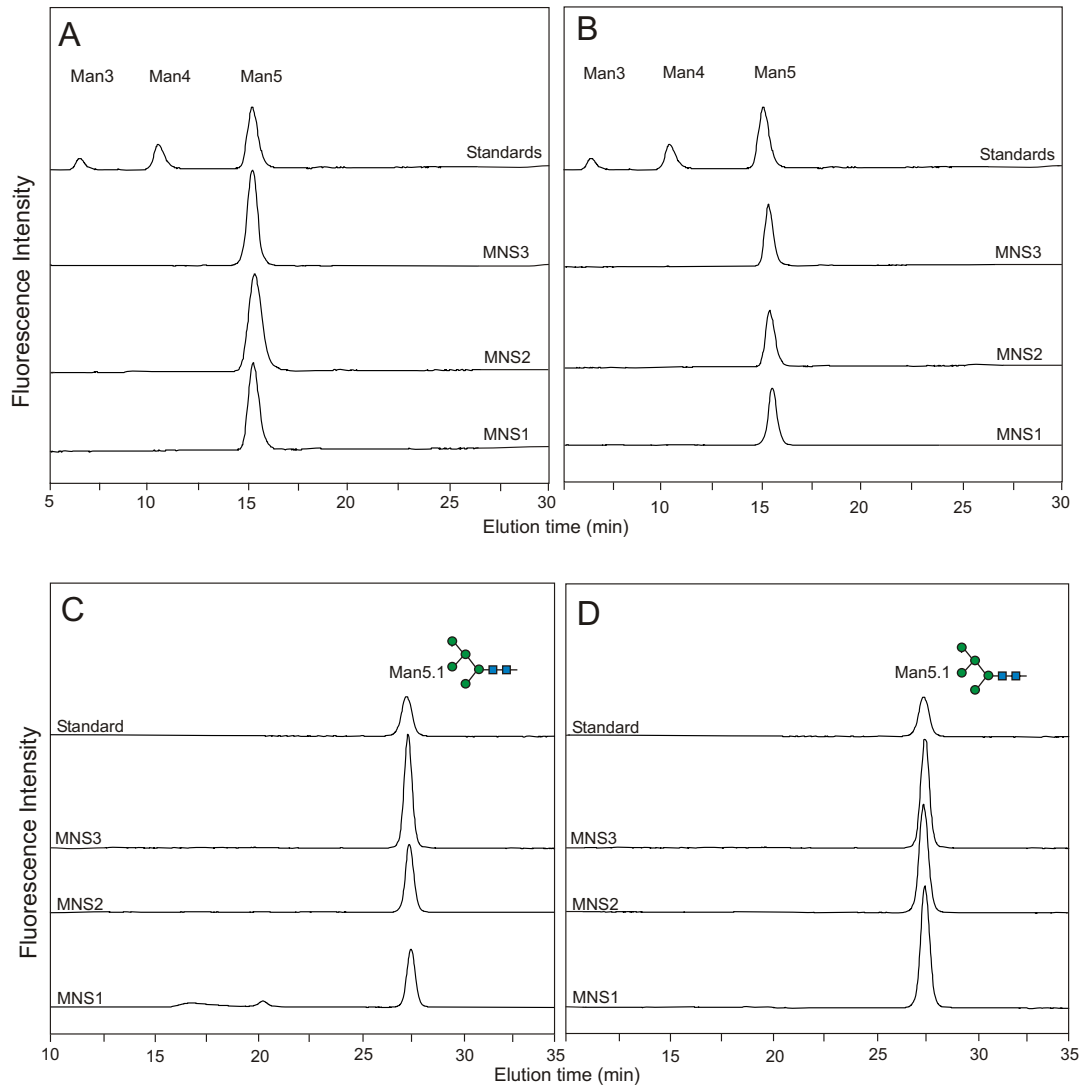 A
Man3 Man4 Man5
Standards
MNS3
MNS2
MNS1
5 10 15 20 25 30
B
Man3 Man4 Man5
Standards
MNS3
MNS2
MNS1
10 15 20 25 30
Fluorescence Intensity
Elution time (min)
C
Man5.1
Standard
MNS3
MNS2
MNS1
10 15 20 25 30 35
D
Man5.1
Standard
MNS3
MNS2
MNS1
15 20 25 30 35
Fluorescence Intensity
Elution time (min)